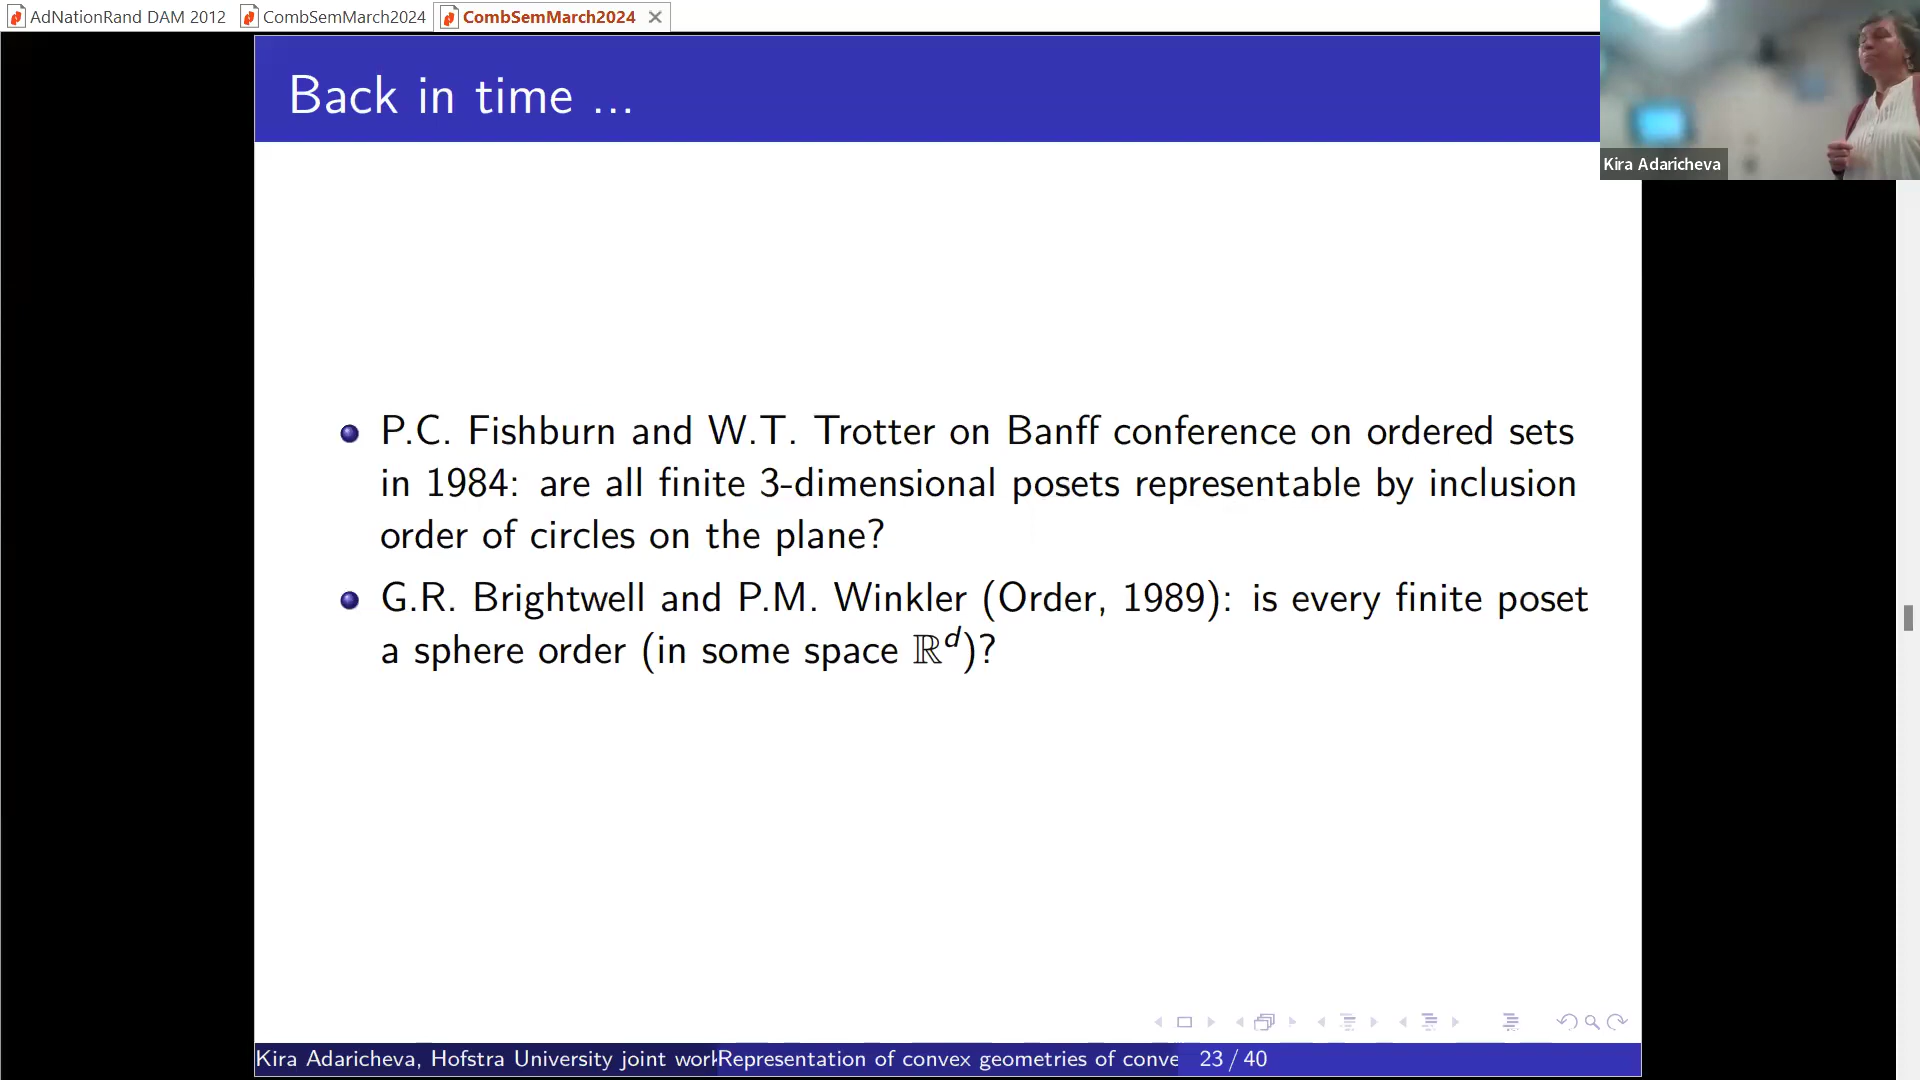 AdNationRand DAM 2012 CombSemMarch2024 CombSemMarch2024
Back in time ...
Kira Adaricheva
P.C. Fishburn and W.T. Trotter on Banff conference on ordered sets
in 1984: are all finite 3-dimensional posets representable by inclusion
order of circles on the plane?
G.R. Brightwell and P.M. Winkler (Order, 1989): is every finite poset
a sphere order (in some space ℝᵈ)?
Kira Adaricheva, Hofstra University joint work Representation of convex geometries of conve 23 / 40